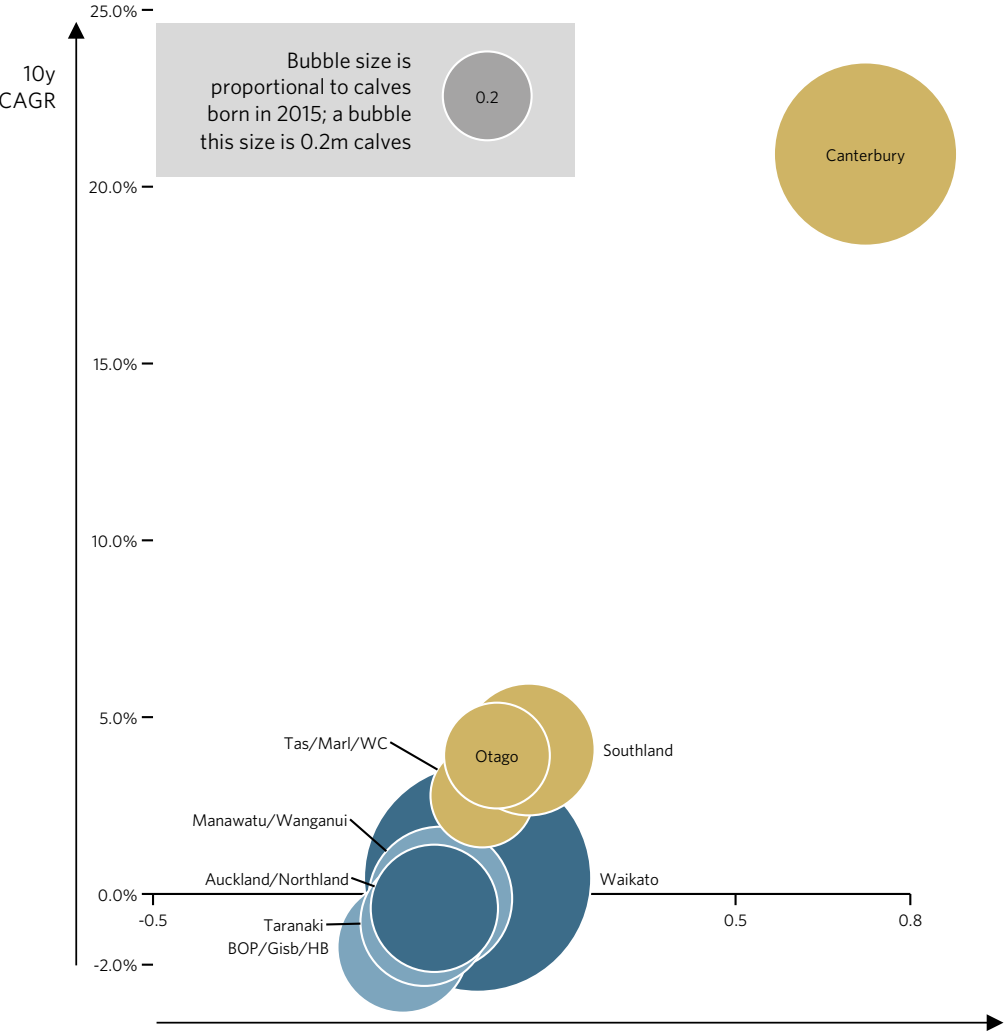 25.0%
10y
CAGR
Bubble size is
proportional to calves
born in 2015; a bubble
this size is 0.2m calves
0.2
Canterbury
20.0%
15.0%
10.0%
5.0%
Tas/Marl/WC
Otago
Southland
Manawatu/Wanganui
Auckland/Northland
Waikato
0.0%
-0.5
0.5
0.8
Taranaki
BOP/Gisb/HB
-2.0%